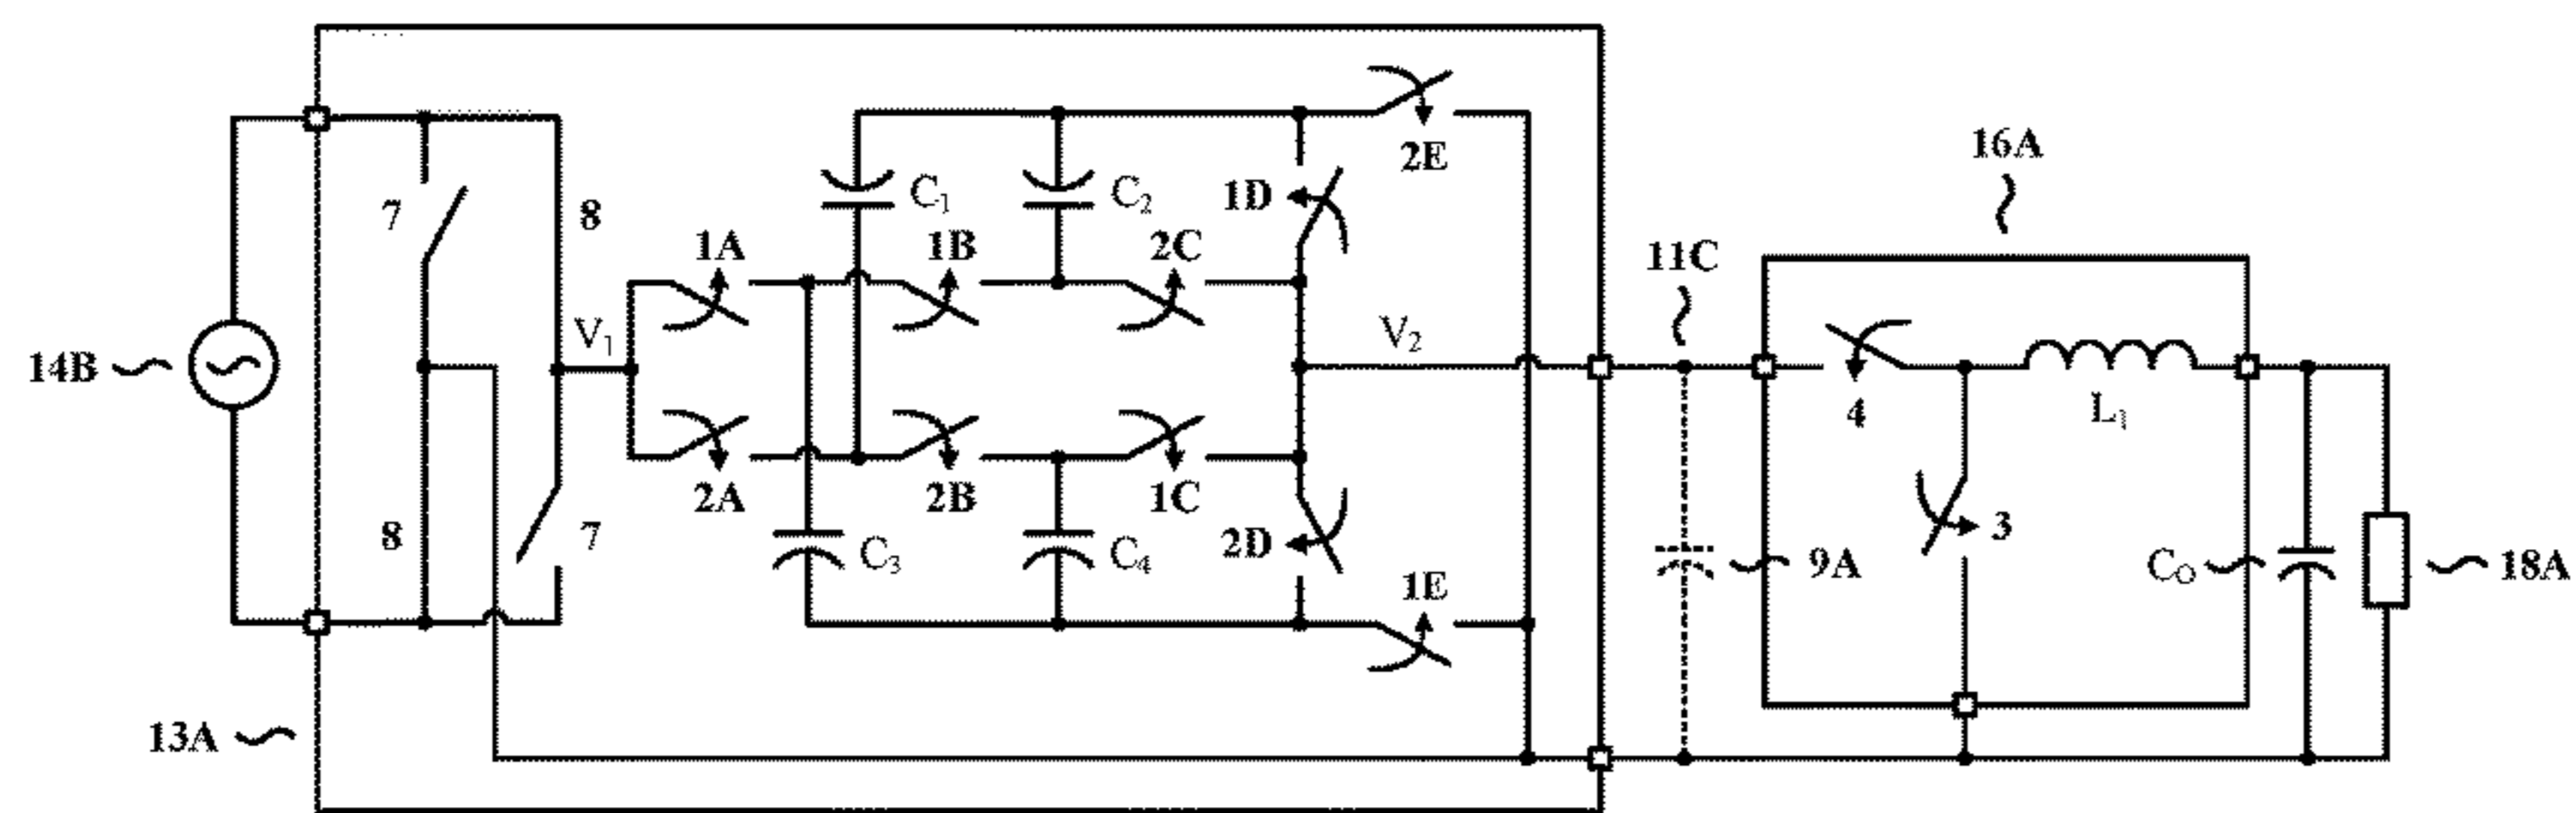 2E
16A
7
8
C₁
C₂
1D
1A
1B
2C
11C
V₁
V₂
14B
4
L₁
2A
2B
1C
8
7
C₃
C₄
2D
1E
3
9A
C₀
18A
13A